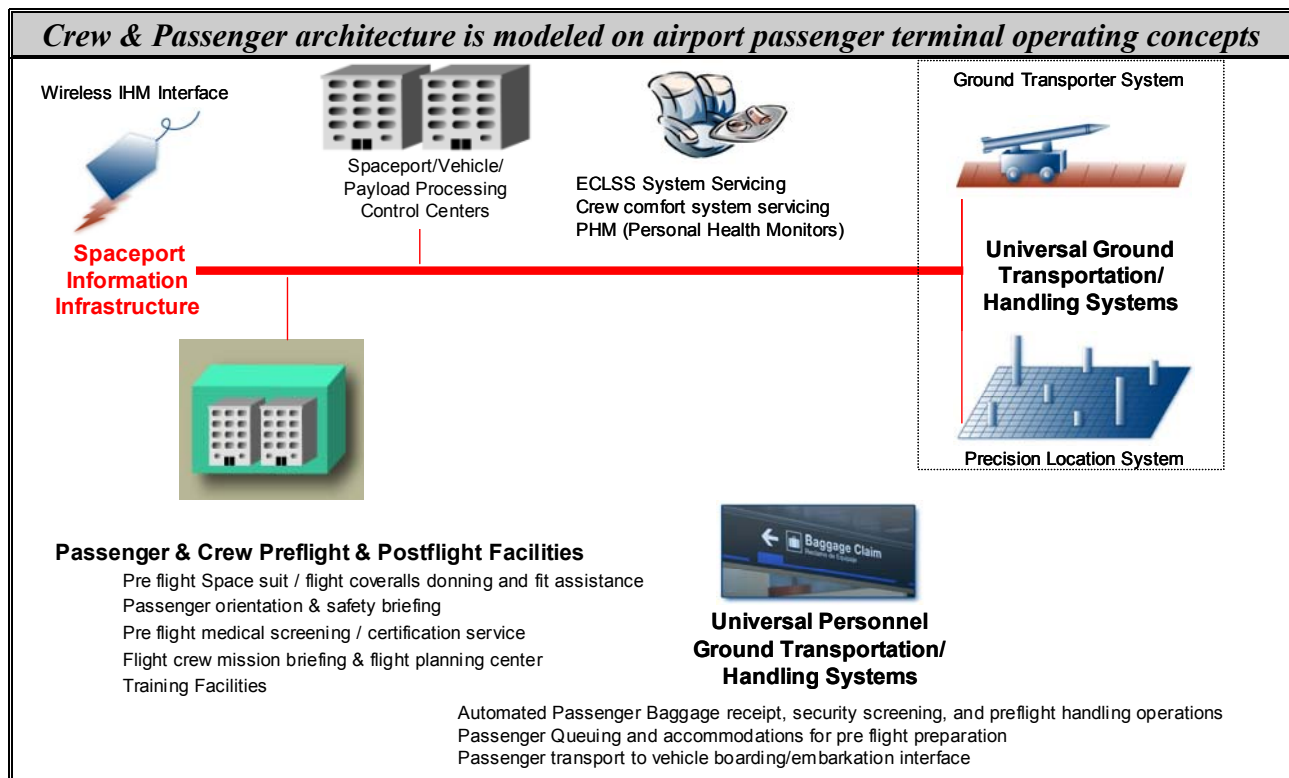 Crew & Passenger architecture is modeled on airport passenger terminal operating concepts
Wireless IHM Interface
Spaceport/Vehicle/
Payload Processing
Control Centers
ECLSS System Servicing
Crew comfort system servicing
PHM (Personal Health Monitors)
Ground Transporter System
Spaceport
Information
Infrastructure
Universal Ground
Transportation/
Handling Systems
Precision Location System
Passenger & Crew Preflight & Postflight Facilities
Pre flight Space suit / flight coveralls donning and fit assistance
Passenger orientation & safety briefing
Pre flight medical screening / certification service
Flight crew mission briefing & flight planning center
Training Facilities
Baggage Claim
Universal Personnel
Ground Transportation/
Handling Systems
Automated Passenger Baggage receipt, security screening, and preflight handling operations
Passenger Queuing and accommodations for pre flight preparation
Passenger transport to vehicle boarding/embarkation interface